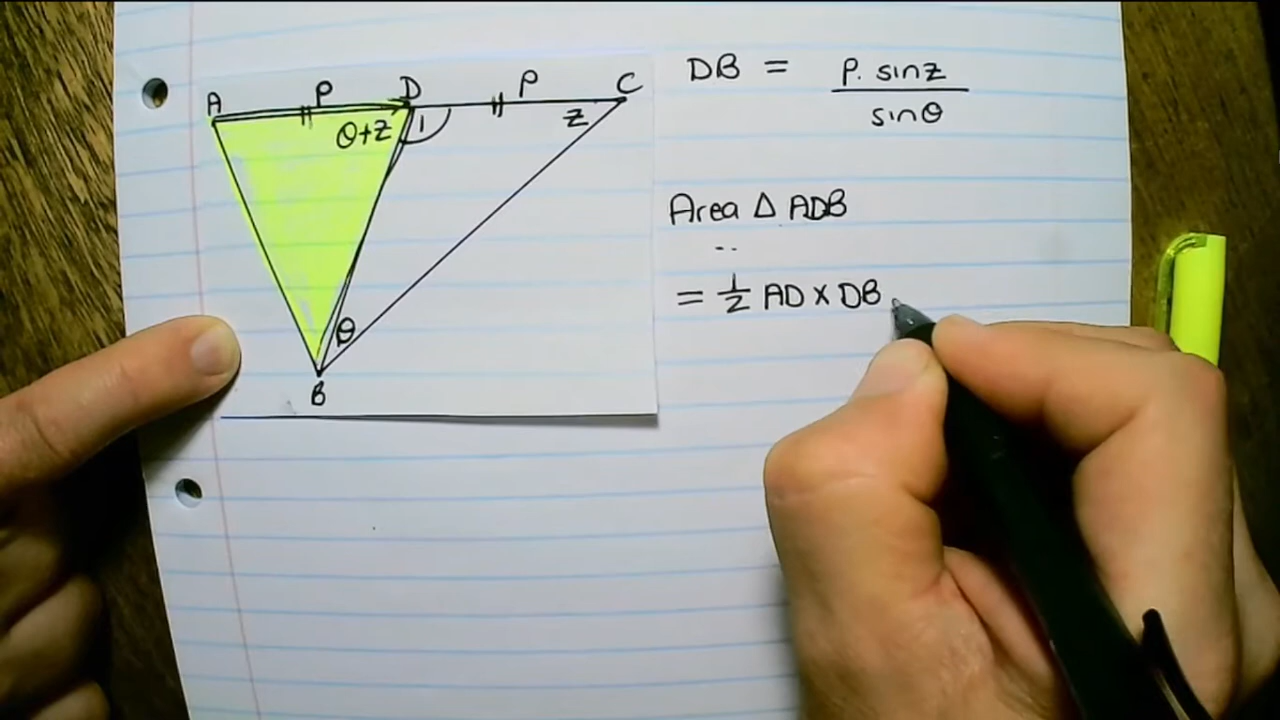 A P D P C
θ+z 1 z
θ
B
DB = P. sinz
sinθ
Area Δ ADB
= 1/2 AD x DB